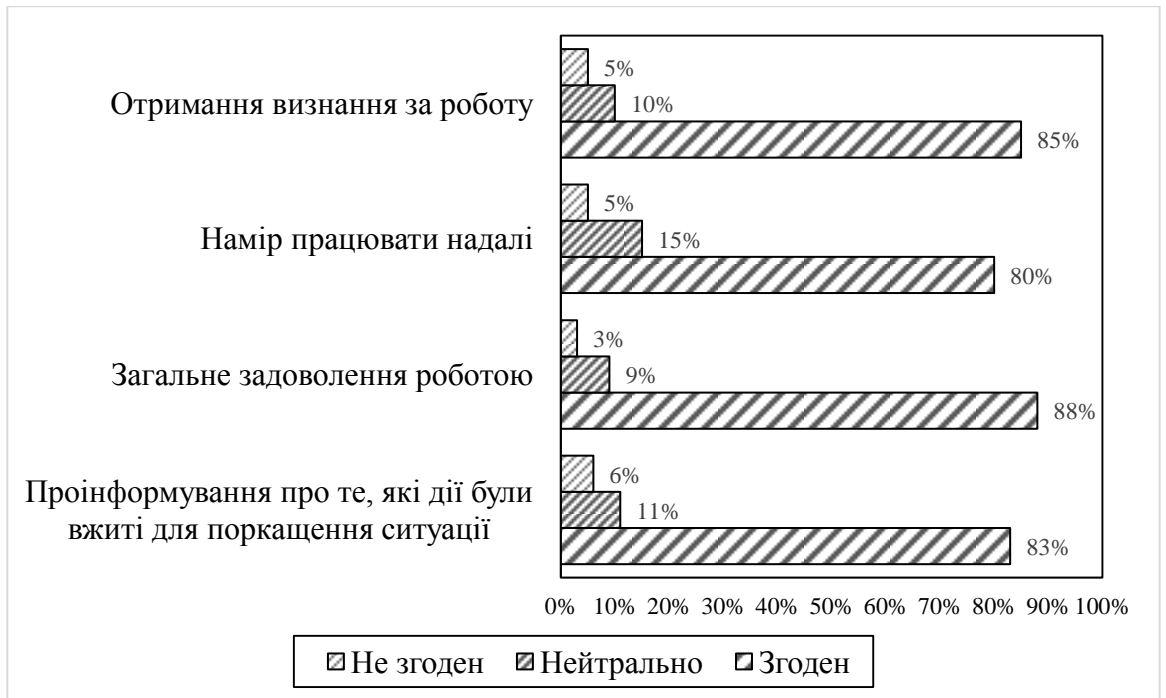 5%
Отримання визнання за роботу
10%
85%
5%
Намір працювати надалі
15%
80%
3%
Загальне задоволення роботою
9%
88%
6%
Проінформування про те, які дії були
вжиті для поркащення ситуації
11%
83%
0% 10% 20% 30% 40% 50% 60% 70% 80% 90% 100%
Не згоден Нейтрально Згоден